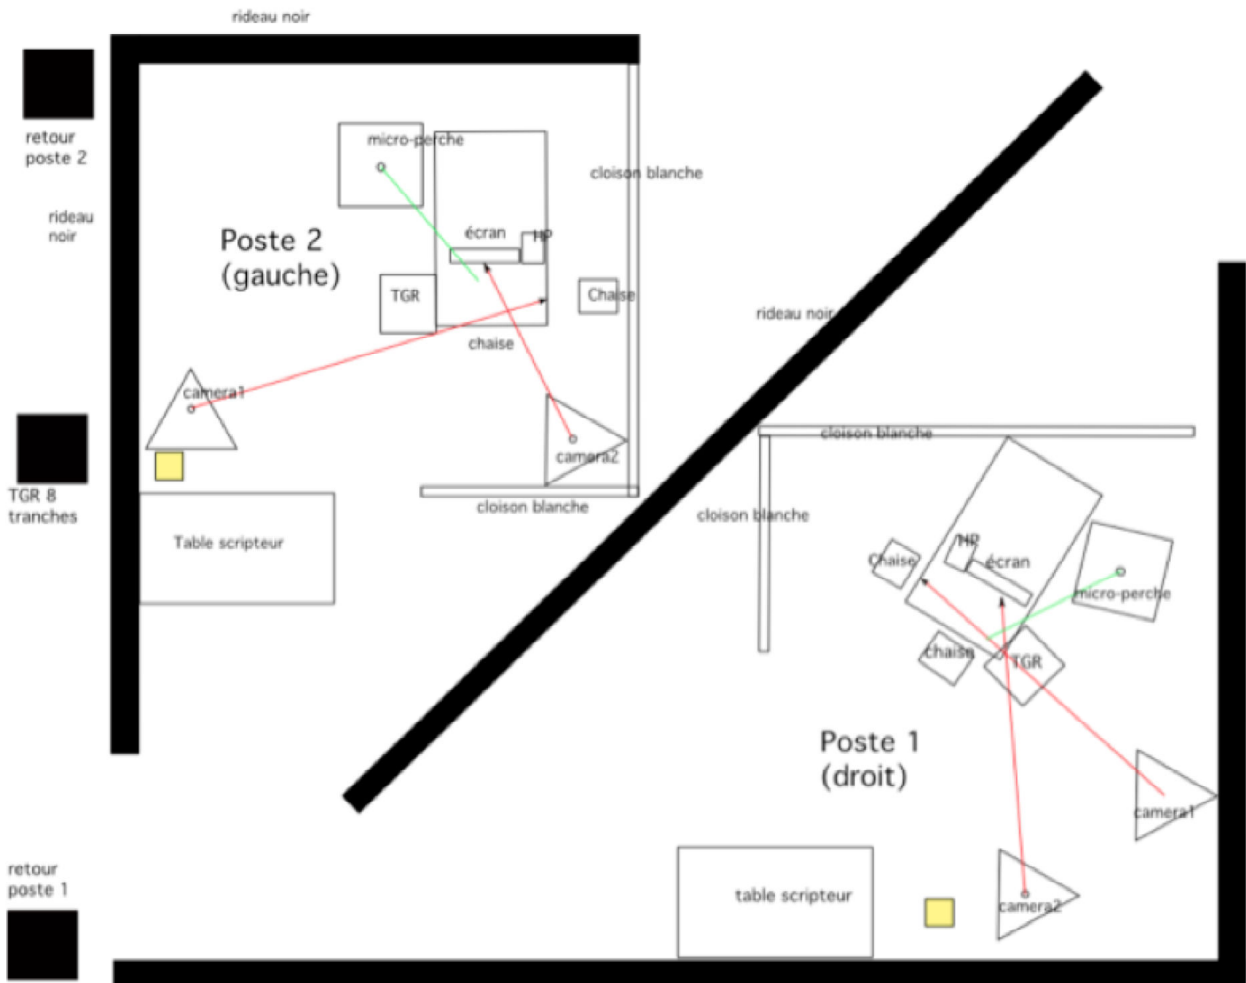 rideau noir
retour
poste 2
micro-perche
cloison blanche
rideau
noir
Poste 2
(gauche)
écran
HP
TGR
Chaise
rideau noir
chaise
camera1
cloison blanche
camera2
TGR 8
tranches
cloison blanche
cloison blanche
Table scripteur
HP
Chaise
écran
micro-perche
chaise
TGR
Poste 1
(droit)
camera1
retour
poste 1
table scripteur
camera2